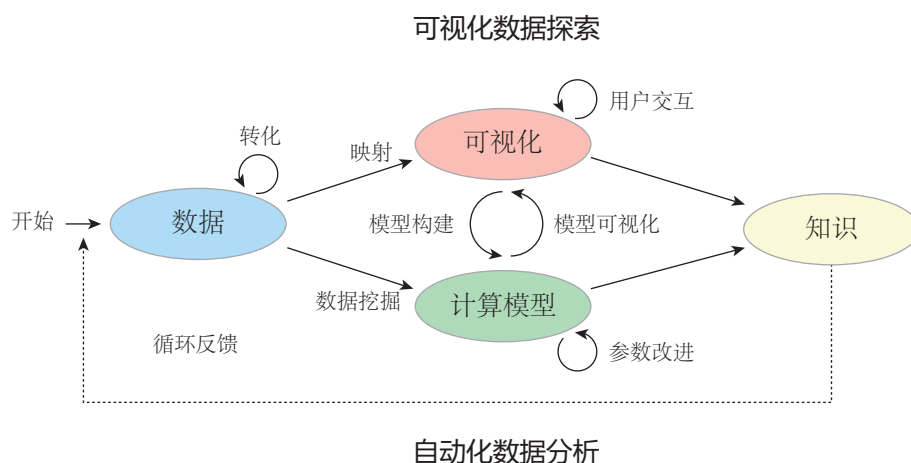 可视化数据探索
用户交互
转化
可视化
映射
开始
数据
模型构建
模型可视化
知识
数据挖掘
计算模型
循环反馈
参数改进
自动化数据分析